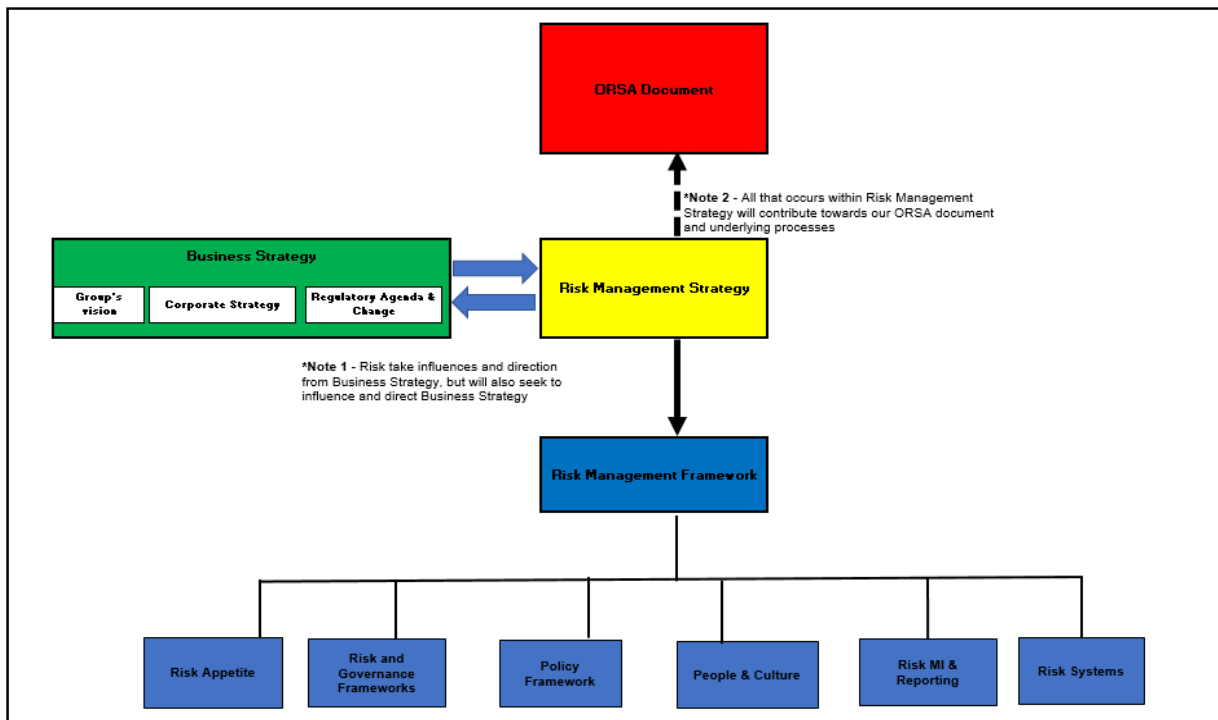 ORSA Document
*Note 2 - All that occurs within Risk Management
Strategy will contribute towards our ORSA document
and underlying processes
Business Strategy
Group's
vision
Corporate Strategy
Regulatory Agenda &
Change
Risk Management Strategy
*Note 1 - Risk take influences and direction
from Business Strategy, but will also seek to
influence and direct Business Strategy
Risk Management Framework
Risk Appetite
Risk and
Governance
Frameworks
Policy
Framework
People & Culture
Risk MI &
Reporting
Risk Systems